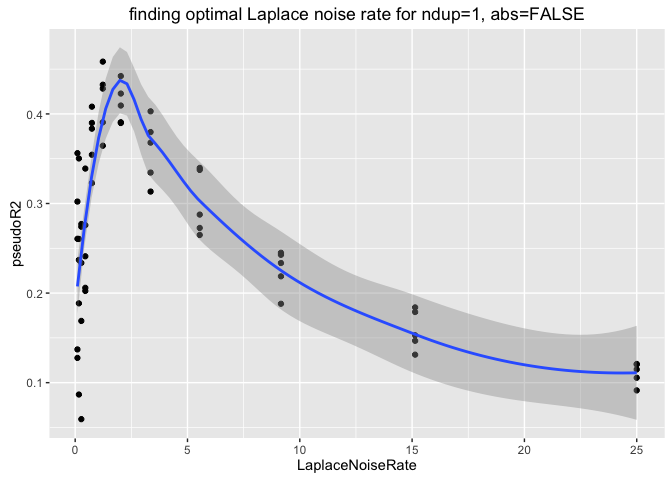 finding optimal Laplace noise rate for ndup=1, abs=FALSE
pseudoR2
0.4
0.3
0.2
0.1
0 5 10 15 20 25
LaplaceNoiseRate